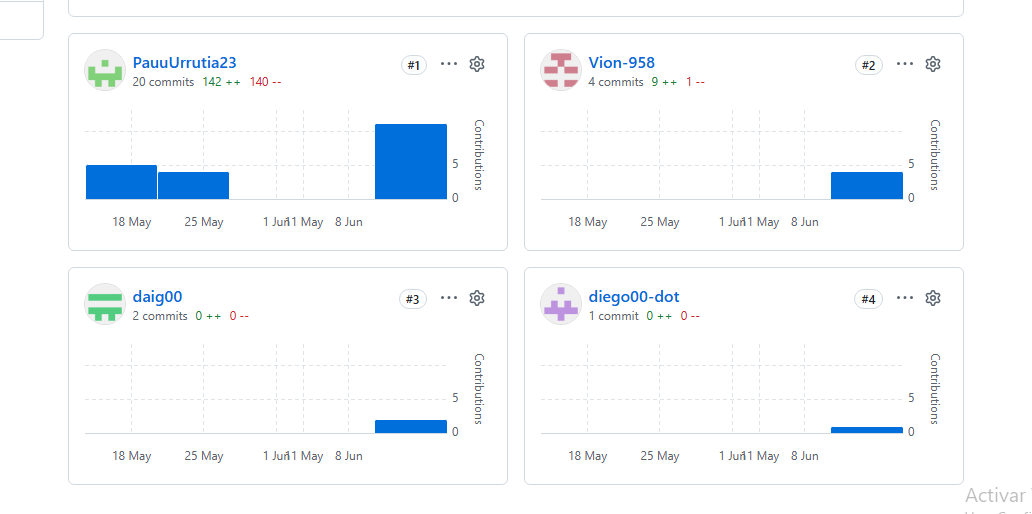 PauuUrrutia23
#1
20 commits 142 ++ 140 --
Contributions
5
0
18 May 25 May 1 Jun 11 May 8 Jun
Vion-958
#2
4 commits 9 ++ 1 --
Contributions
5
0
18 May 25 May 1 Jun 11 May 8 Jun
daig00
#3
2 commits 0 ++ 0 --
Contributions
5
0
18 May 25 May 1 Jun 11 May 8 Jun
diego00-dot
#4
1 commit 0 ++ 0 --
Contributions
5
0
18 May 25 May 1 Jun 11 May 8 Jun
Activar